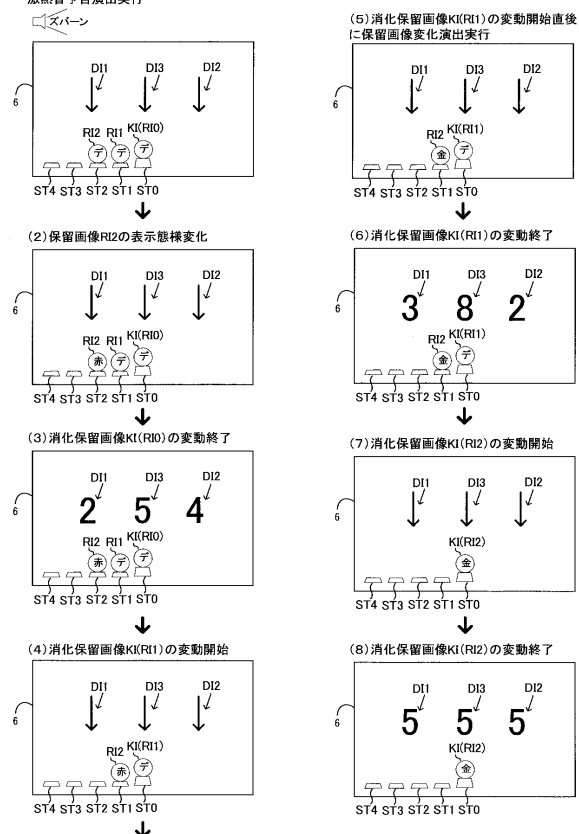 ズバーン
DI1 DI3 DI2
6
RI2 RI1 KI(RI0)
デ デ デ
ST4 ST3 ST2 ST1 ST0
(2)保留画像RI2の表示態様変化
DI1 DI3 DI2
6
RI2 RI1 KI(RI0)
赤 デ デ
ST4 ST3 ST2 ST1 ST0
(3)消化保留画像KI(RI0)の変動終了
DI1 DI3 DI2
6
2 5 4
RI2 RI1 KI(RI0)
赤 デ デ
ST4 ST3 ST2 ST1 ST0
(4)消化保留画像KI(RI1)の変動開始
DI1 DI3 DI2
6
RI2 KI(RI1)
赤 デ
ST4 ST3 ST2 ST1 ST0
(5)消化保留画像KI(RI1)の変動開始直後
に保留画像変化演出実行
DI1 DI3 DI2
6
RI2 KI(RI1)
金 デ
ST4 ST3 ST2 ST1 ST0
(6)消化保留画像KI(RI1)の変動終了
DI1 DI3 DI2
6
3 8 2
RI2 KI(RI1)
金 デ
ST4 ST3 ST2 ST1 ST0
(7)消化保留画像KI(RI2)の変動開始
DI1 DI3 DI2
6
KI(RI2)
金
ST4 ST3 ST2 ST1 ST0
(8)消化保留画像KI(RI2)の変動終了
DI1 DI3 DI2
6
5 5 5
KI(RI2)
金
ST4 ST3 ST2 ST1 ST0